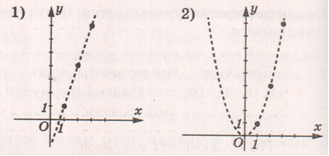 1) y 2) y
1 x 1 x
O 1 O 1